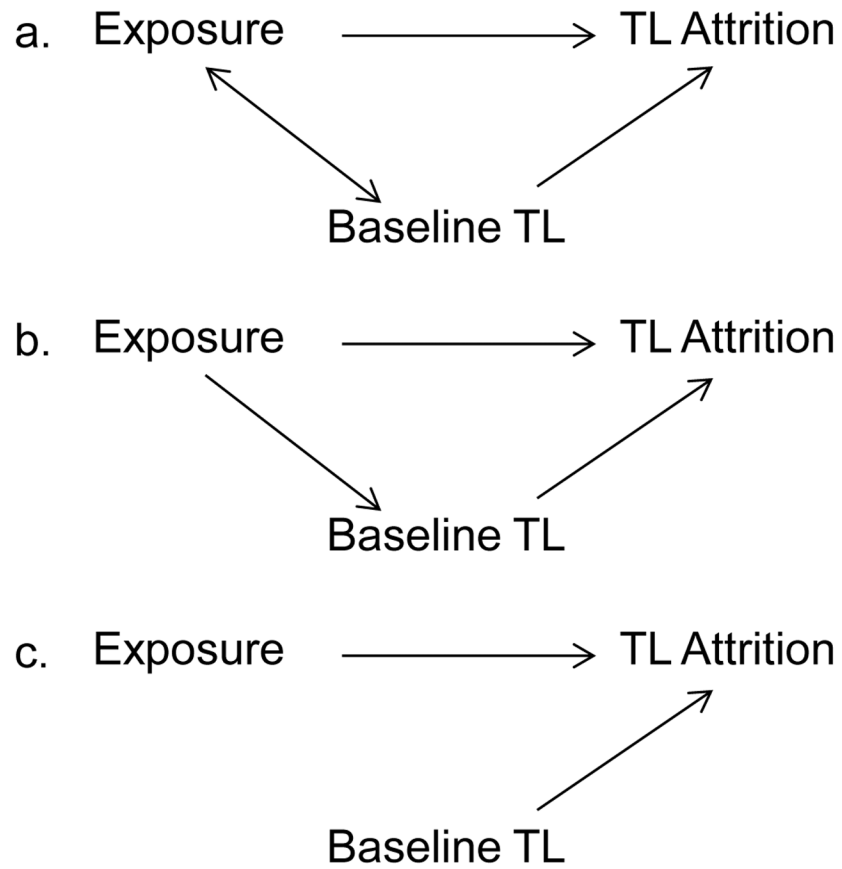 a. Exposure TL Attrition
Baseline TL
b. Exposure TL Attrition
Baseline TL
c. Exposure TL Attrition
Baseline TL